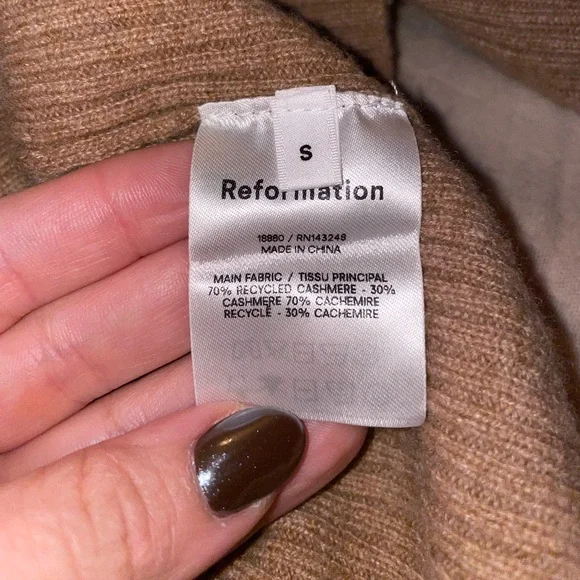 S
Reformation
18880 / RN143248
MADE IN CHINA
MAIN FABRIC / TISSU PRINCIPAL
70% RECYCLED CASHMERE - 30%
CASHMERE 70% CACHEMIRE
RECYCLÉ - 30% CACHEMIRE